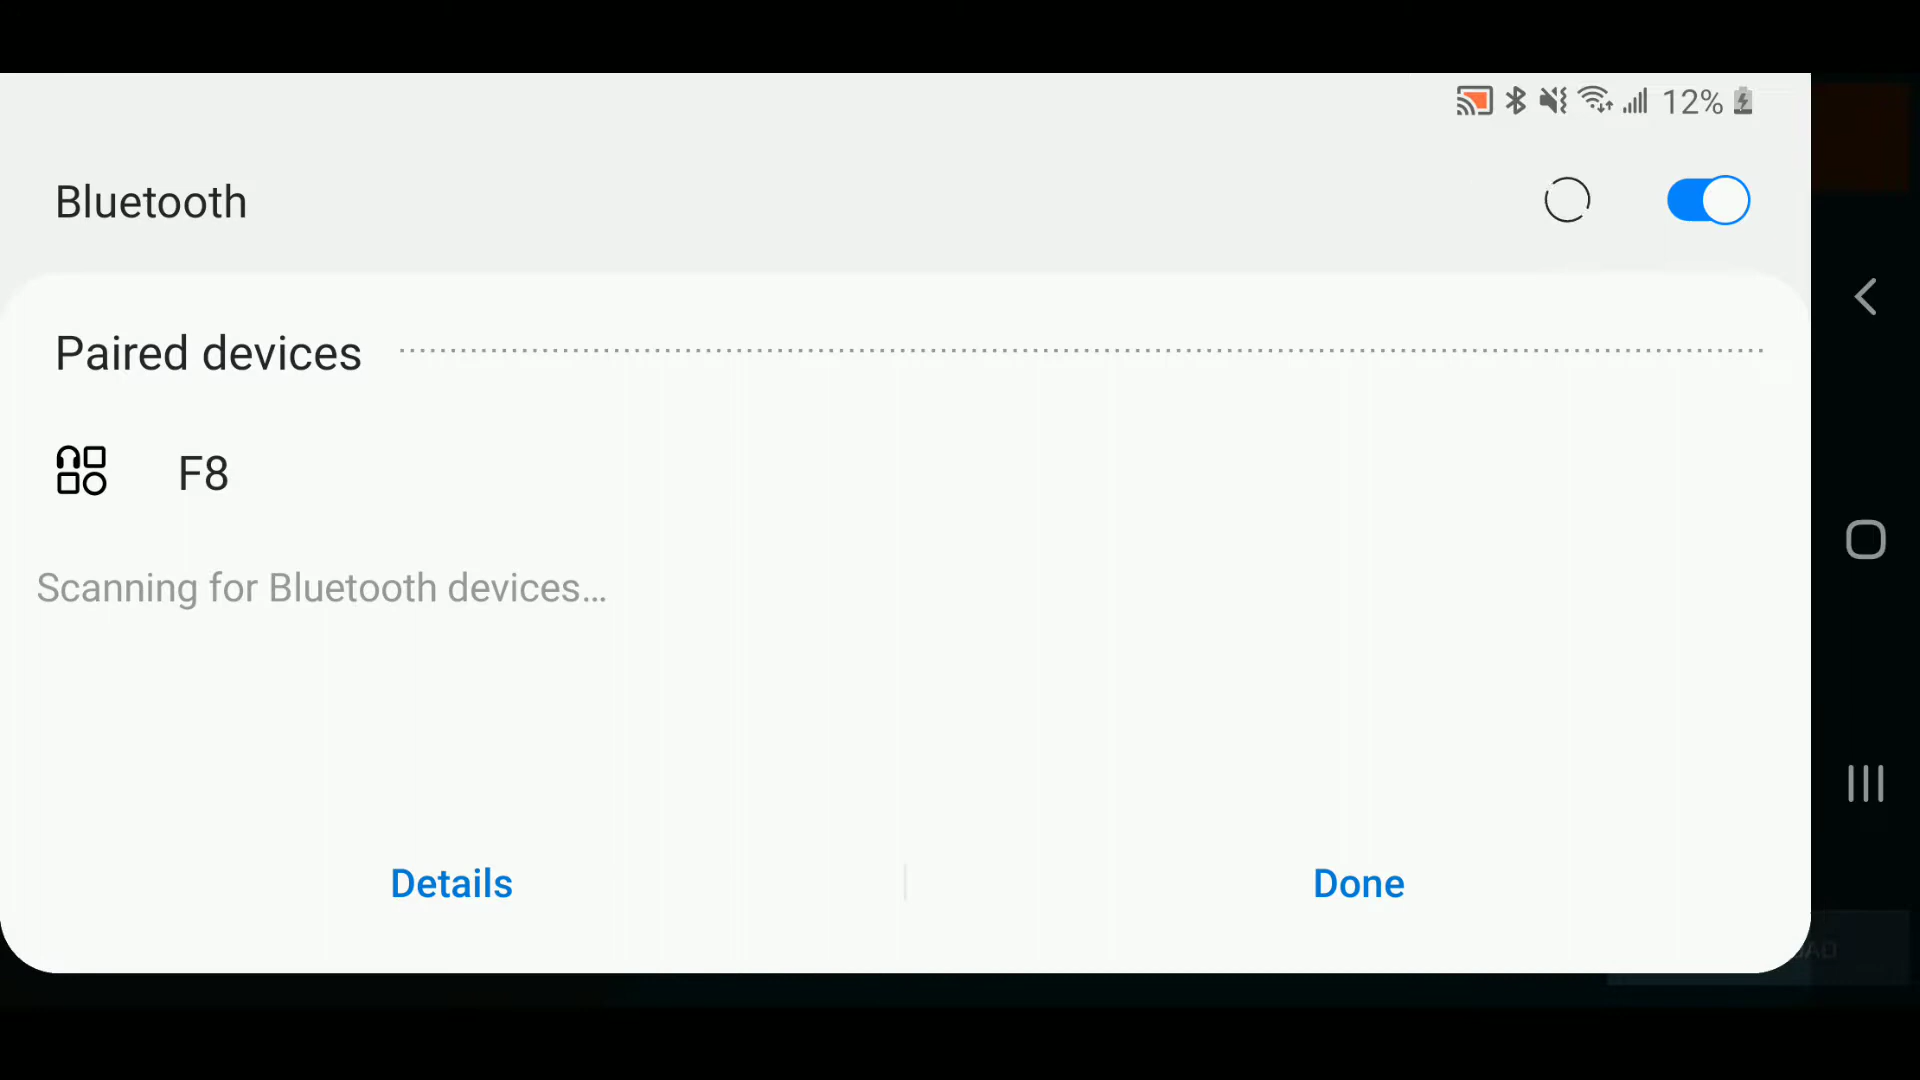 12%
Bluetooth
Paired devices
F8
Scanning for Bluetooth devices...
Details
Done